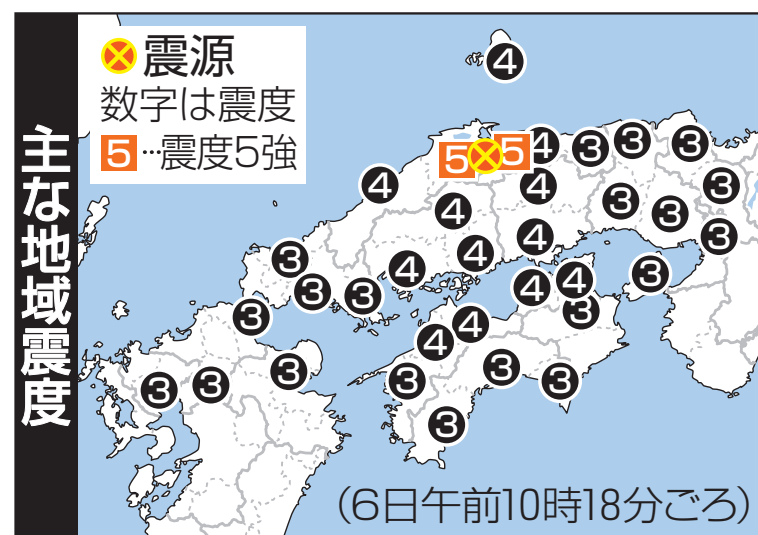 主な地域震度
震源
数字は震度
5…震度5強
4
5 5 4 3 3 3
4 4 4 3 3 3
4 4 4 3
3 3 3 4 4 3
3 4 4 3
3 3 3 3 3 3
3
（6日午前10時18分ごろ）